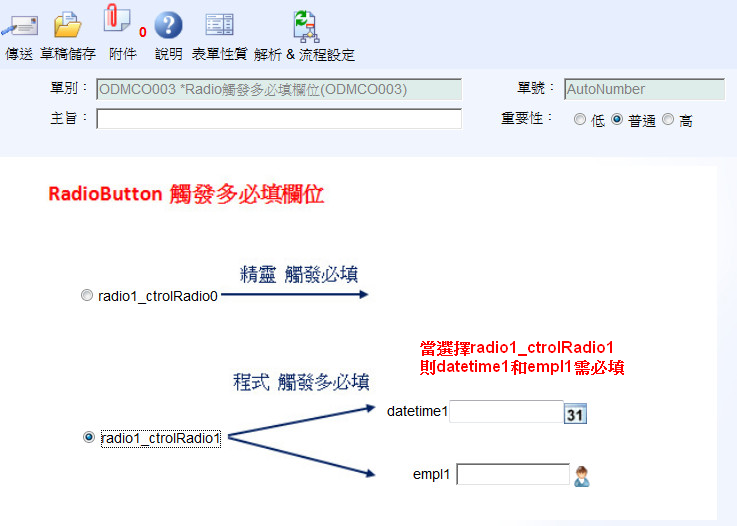 0
傳送 草稿儲存 附件 說明 表單性質 解析 & 流程設定
單別： ODMCO003 *Radio觸發多必填欄位(ODMCO003) 單號： AutoNumber
主旨： 重要性： 低 普通 高
RadioButton 觸發多必填欄位
精靈 觸發必填
radio1_ctrolRadio0
當選擇radio1_ctrolRadio1
則datetime1和empl1需必填
程式 觸發多必填
datetime1 31
radio1_ctrolRadio1
empl1